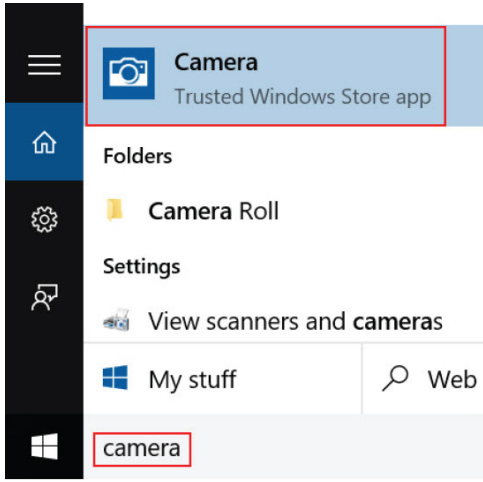 Camera
Trusted Windows Store app
Folders
Camera Roll
Settings
View scanners and cameras
My stuff
Web
camera